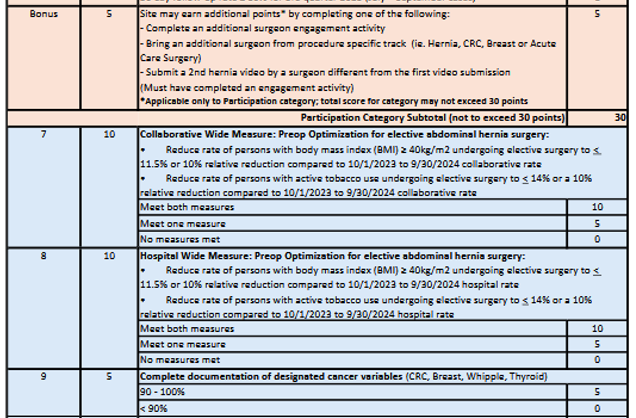 Bonus 5 Site may earn additional points* by completing one of the following: 5
- Complete an additional surgeon engagement activity
- Bring an additional surgeon from procedure specific track (ie. Hernia, CRC, Breast or Acute
Care Surgery)
- Submit a 2nd hernia video by a surgeon different from the first video submission
(Must have completed an engagement activity)
*Applicable only to Participation category; total score for category may not exceed 30 points
Participation Category Subtotal (not to exceed 30 points) 30
7 10 Collaborative Wide Measure: Preop Optimization for elective abdominal hernia surgery:
• Reduce rate of persons with body mass index (BMI) ≥ 40kg/m2 undergoing elective surgery to ≤
11.5% or 10% relative reduction compared to 10/1/2023 to 9/30/2024 collaborative rate
• Reduce rate of persons with active tobacco use undergoing elective surgery to ≤ 14% or a 10%
relative reduction compared to 10/1/2023 to 9/30/2024 collaborative rate
Meet both measures 10
Meet one measure 5
No measures met 0
8 10 Hospital Wide Measure: Preop Optimization for elective abdominal hernia surgery:
• Reduce rate of persons with body mass index (BMI) ≥ 40kg/m2 undergoing elective surgery to ≤
11.5% or 10% relative reduction compared to 10/1/2023 to 9/30/2024 hospital rate
• Reduce rate of persons with active tobacco use undergoing elective surgery to ≤ 14% or a 10%
relative reduction compared to 10/1/2023 to 9/30/2024 hospital rate
Meet both measures 10
Meet one measure 5
No measures met 0
9 5 Complete documentation of designated cancer variables (CRC, Breast, Whipple, Thyroid)
90 - 100% 5
< 90% 0